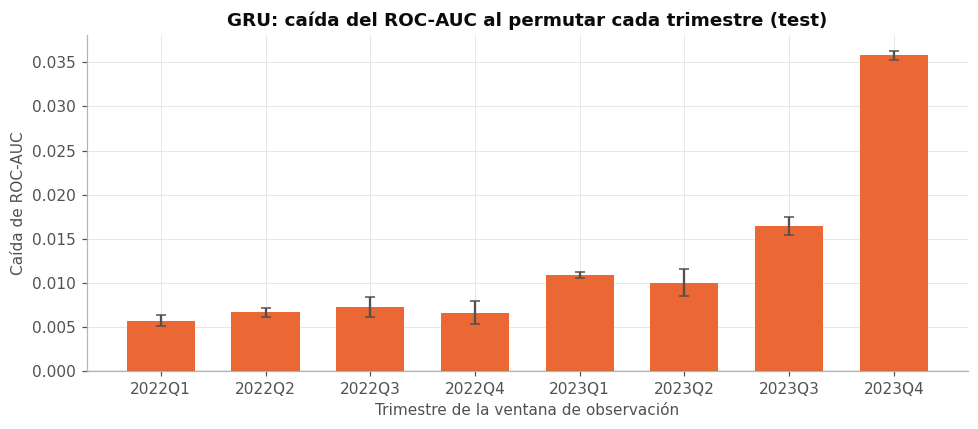 GRU: caída del ROC-AUC al permutar cada trimestre (test)
Caída de ROC-AUC
0.035
0.030
0.025
0.020
0.015
0.010
0.005
0.000
2022Q1 2022Q2 2022Q3 2022Q4 2023Q1 2023Q2 2023Q3 2023Q4
Trimestre de la ventana de observación